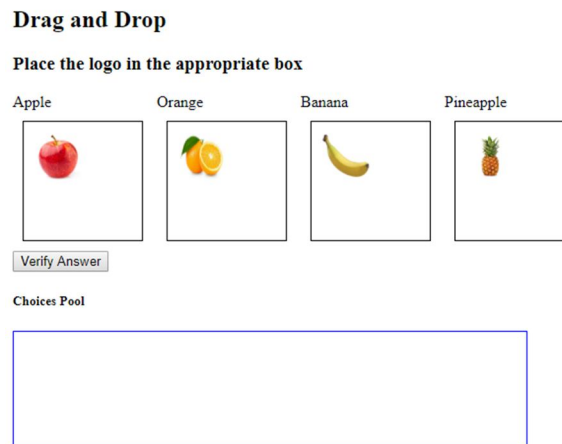 Drag and Drop
Place the logo in the appropriate box
Apple Orange Banana Pineapple
Verify Answer
Choices Pool